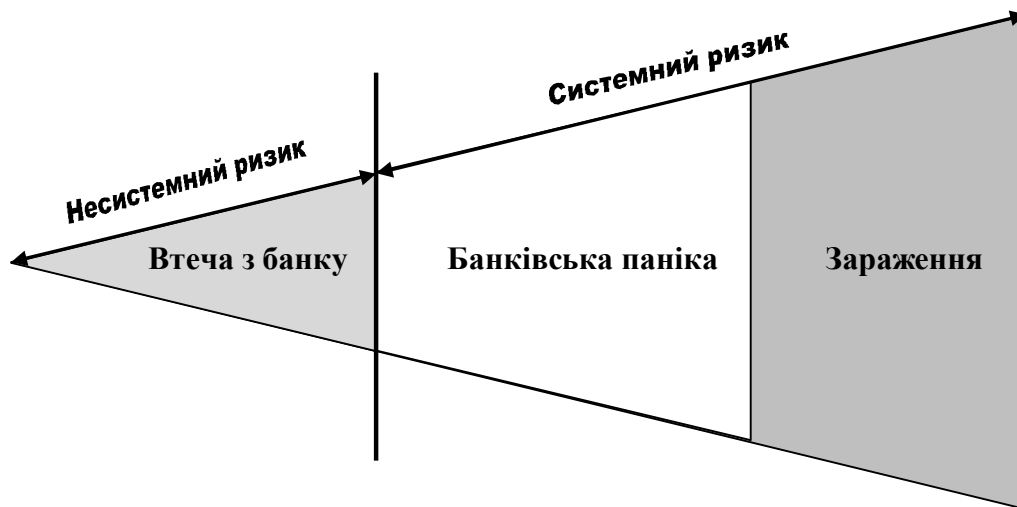 Системний ризик
Несистемний ризик
Втеча з банку
Банківська паніка
Зараження